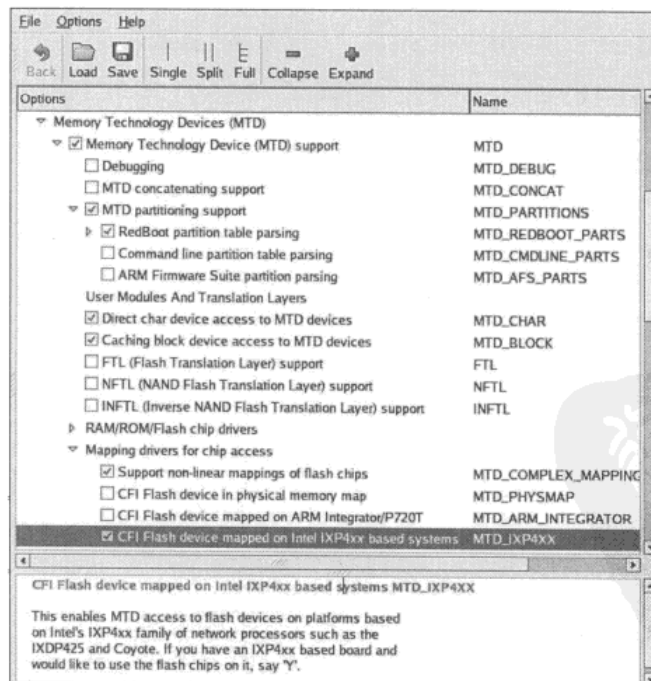 File Options Help
Back Load Save Single Split Full Collapse Expand
Options Name
Memory Technology Devices (MTD)
Memory Technology Device (MTD) support MTD
Debugging MTD_DEBUG
MTD concatenating support MTD_CONCAT
MTD partitioning support MTD_PARTITIONS
RedBoot partition table parsing MTD_REDBOOT_PARTS
Command line partition table parsing MTD_CMDLINE_PARTS
ARM Firmware Suite partition parsing MTD_AFS_PARTS
User Modules And Translation Layers
Direct char device access to MTD devices MTD_CHAR
Caching block device access to MTD devices MTD_BLOCK
FTL (Flash Translation Layer) support FTL
NFTL (NAND Flash Translation Layer) support NFTL
INFTL (Inverse NAND Flash Translation Layer) support INFTL
RAM/ROM/Flash chip drivers
Mapping drivers for chip access
Support non-linear mappings of flash chips MTD_COMPLEX_MAPPING
CFI Flash device in physical memory map MTD_PHYSMAP
CFI Flash device mapped on ARM Integrator/P720T MTD_ARM_INTEGRATOR
CFI Flash device mapped on Intel IXP4xx based systems MTD_IXP4XX
CFI Flash device mapped on Intel IXP4xx based systems MTD_IXP4XX
This enables MTD access to flash devices on platforms based
on Intel's IXP4xx family of network processors such as the
IXDP425 and Coyote. If you have an IXP4xx based board and
would like to use the flash chips on it, say 'Y'.